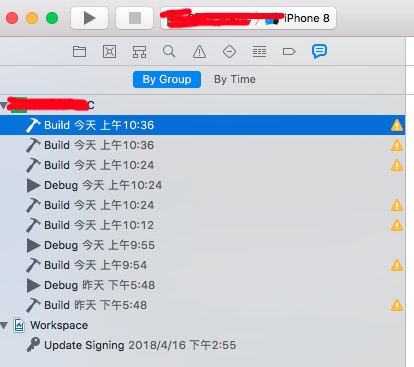 iPhone 8
By Group By Time
C
Build 今天 上午10:36
Build 今天 上午10:36
Build 今天 上午10:24
Debug 今天 上午10:24
Build 今天 上午10:24
Build 今天 上午10:12
Debug 今天 上午9:55
Build 今天 上午9:54
Debug 昨天 下午5:48
Build 昨天 下午5:48
Workspace
Update Signing 2018/4/16 下午2:55